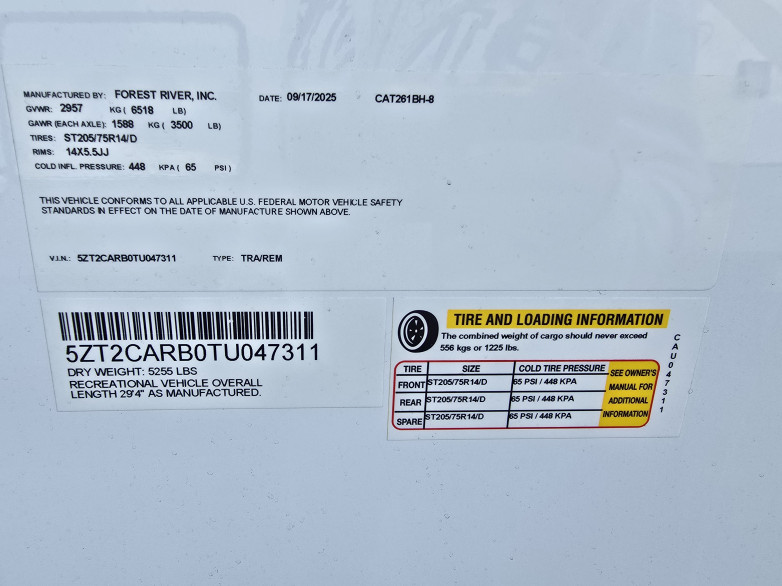 MANUFACTURED BY: FOREST RIVER, INC. DATE: 09/17/2025 CAT261BH-8
GVWR: 2957 KG ( 6518 LB)
GAWR (EACH AXLE): 1588 KG ( 3500 LB)
TIRES: ST205/75R14/D
RIMS: 14X5.5JJ
COLD INFL. PRESSURE: 448 KPA ( 65 PSI )
THIS VEHICLE CONFORMS TO ALL APPLICABLE U.S. FEDERAL MOTOR VEHICLE SAFETY
STANDARDS IN EFFECT ON THE DATE OF MANUFACTURE SHOWN ABOVE.
V.I.N.: 5ZT2CARB0TU047311 TYPE: TRA/REM
5ZT2CARB0TU047311
DRY WEIGHT: 5255 LBS
RECREATIONAL VEHICLE OVERALL
LENGTH 29'4" AS MANUFACTURED.
TIRE AND LOADING INFORMATION
The combined weight of cargo should never exceed
556 kgs or 1225 lbs.
TIRE SIZE COLD TIRE PRESSURE
FRONT ST205/75R14/D 65 PSI / 448 KPA
REAR ST205/75R14/D 65 PSI / 448 KPA
SPARE ST205/75R14/D 65 PSI / 448 KPA
SEE OWNER'S
MANUAL FOR
ADDITIONAL
INFORMATION
CAU047311